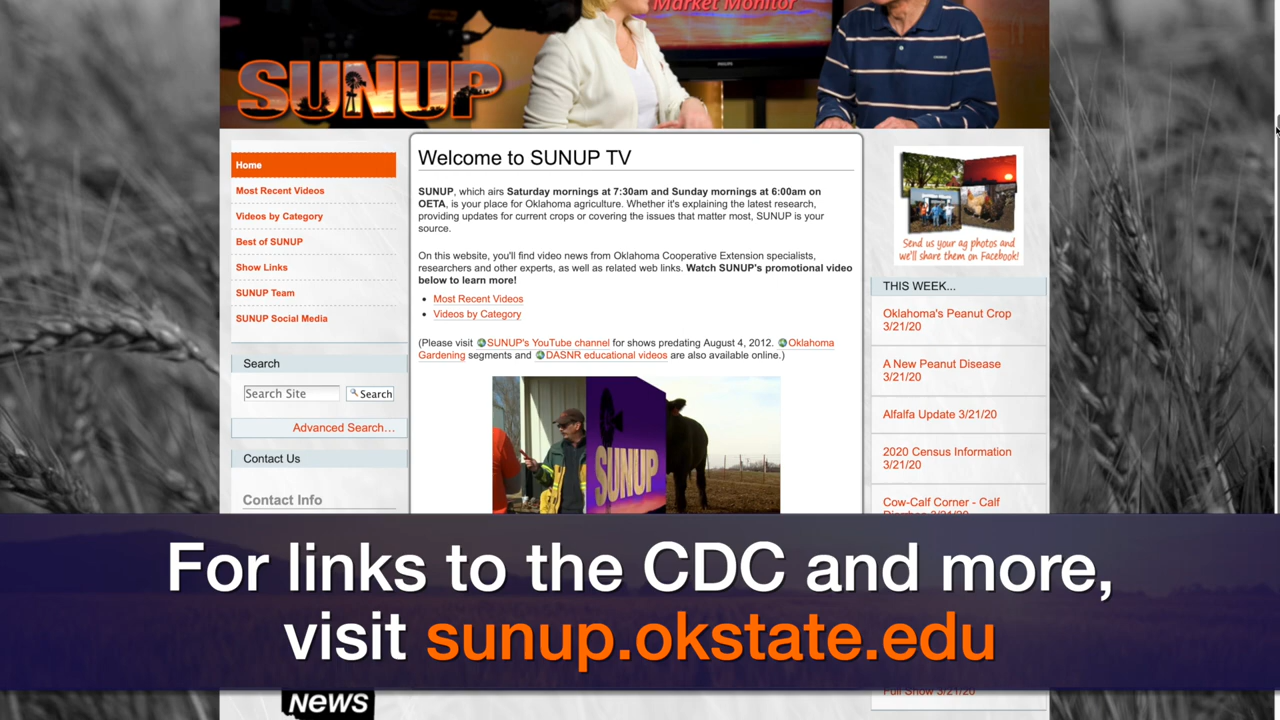 Market Monitor
PHILIPS
SUNUP
Home
Most Recent Videos
Videos by Category
Best of SUNUP
Show Links
SUNUP Team
SUNUP Social Media
Search
Search Site
Search
Advanced Search…
Contact Us
Contact Info
Welcome to SUNUP TV
SUNUP, which airs Saturday mornings at 7:30am and Sunday mornings at 6:00am on
OETA, is your place for Oklahoma agriculture. Whether it's explaining the latest research,
providing updates for current crops or covering the issues that matter most, SUNUP is your
source.
On this website, you'll find video news from Oklahoma Cooperative Extension specialists,
researchers and other experts, as well as related web links. Watch SUNUP's promotional video
below to learn more!
• Most Recent Videos
• Videos by Category
(Please visit SUNUP's YouTube channel for shows predating August 4, 2012. Oklahoma
Gardening segments and DASNR educational videos are also available online.)
SUNUP
Send us your ag photos and
we'll share them on Facebook!
THIS WEEK...
Oklahoma's Peanut Crop
3/21/20
A New Peanut Disease
3/21/20
Alfalfa Update 3/21/20
2020 Census Information
3/21/20
Cow-Calf Corner - Calf
Diarrhea 3/21/20
For links to the CDC and more,
visit sunup.okstate.edu
NEWS
Full Show 3/21/20